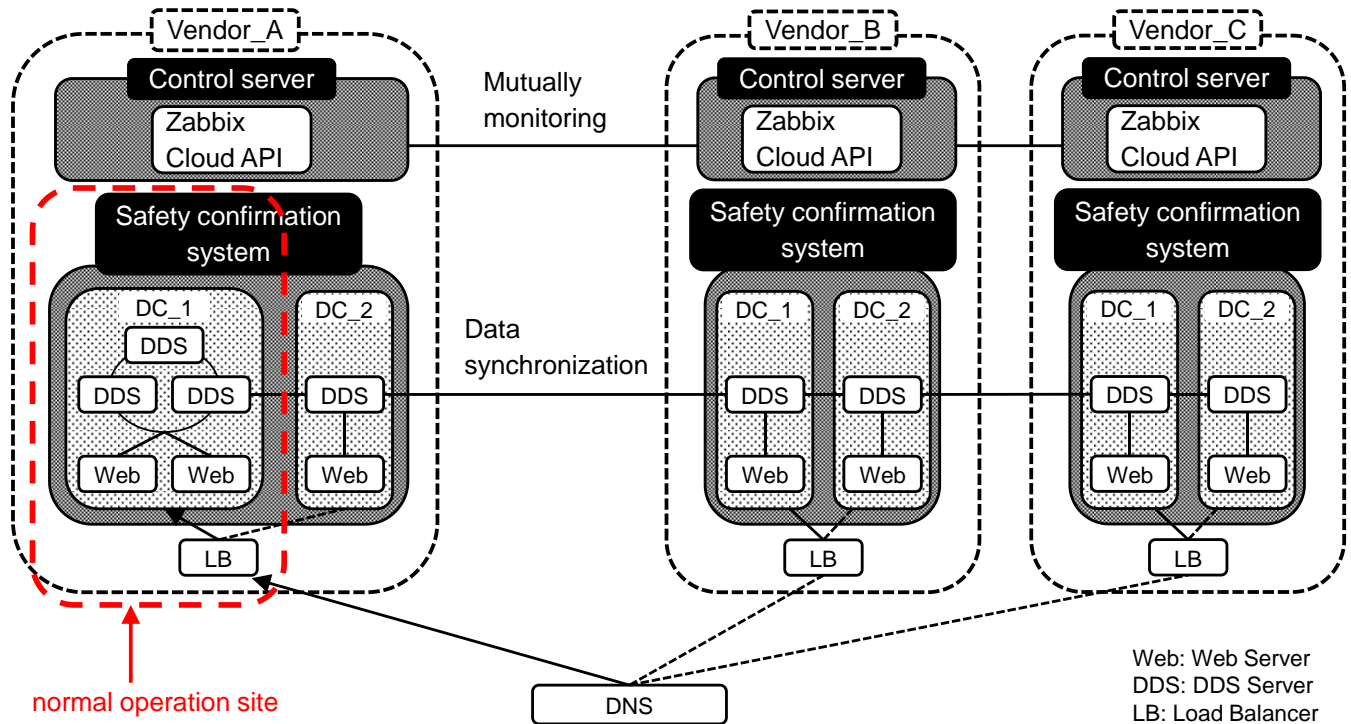 Vendor_A
Control server
Zabbix
Cloud API
Safety confirmation
system
DC_1
DDS
DDS
DDS
Web
Web
DC_2
DDS
Web
LB
normal operation site
Mutually
monitoring
Data
synchronization
Vendor_B
Control server
Zabbix
Cloud API
Safety confirmation
system
DC_1
DDS
Web
DC_2
DDS
Web
LB
Vendor_C
Control server
Zabbix
Cloud API
Safety confirmation
system
DC_1
DDS
Web
DC_2
DDS
Web
LB
DNS
Web: Web Server
DDS: DDS Server
LB: Load Balancer